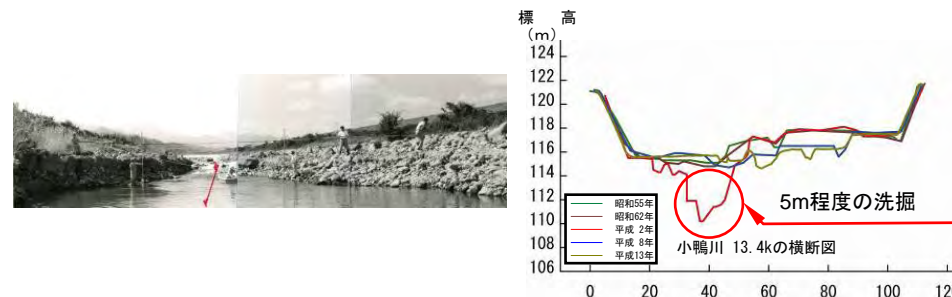 標　高
（m）
124
122
120
118
116
114
112
110
108
106
昭和55年
昭和62年
平成 2年
平成 8年
平成13年
5m程度の洗掘
小鴨川 13.4kの横断図
0
20
40
60
80
100